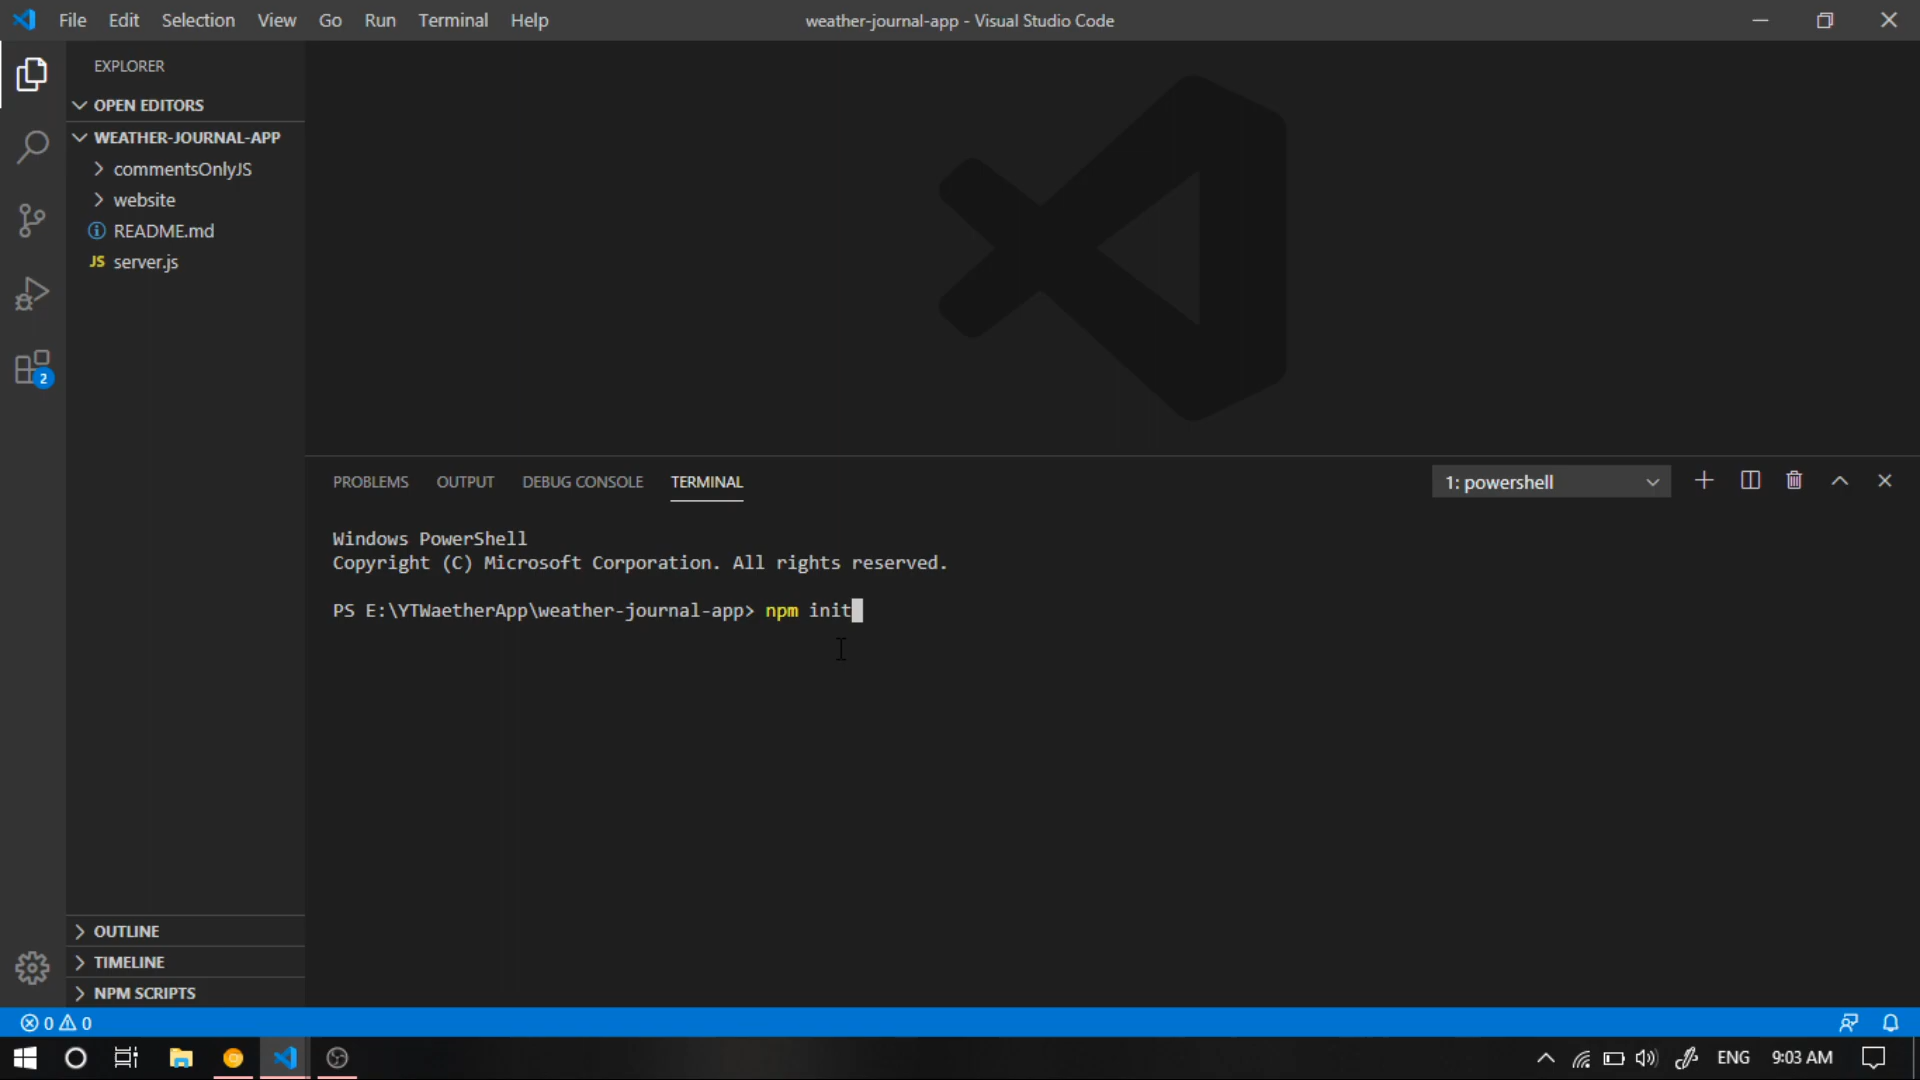 File Edit Selection View Go Run Terminal Help
weather-journal-app - Visual Studio Code
EXPLORER
OPEN EDITORS
WEATHER-JOURNAL-APP
commentsOnlyJS
website
README.md
JS server.js
2
PROBLEMS OUTPUT DEBUG CONSOLE TERMINAL
1: powershell
Windows PowerShell
Copyright (C) Microsoft Corporation. All rights reserved.
PS E:\YTWaetherApp\weather-journal-app> npm init
OUTLINE
TIMELINE
NPM SCRIPTS
0 0
ENG 9:03 AM